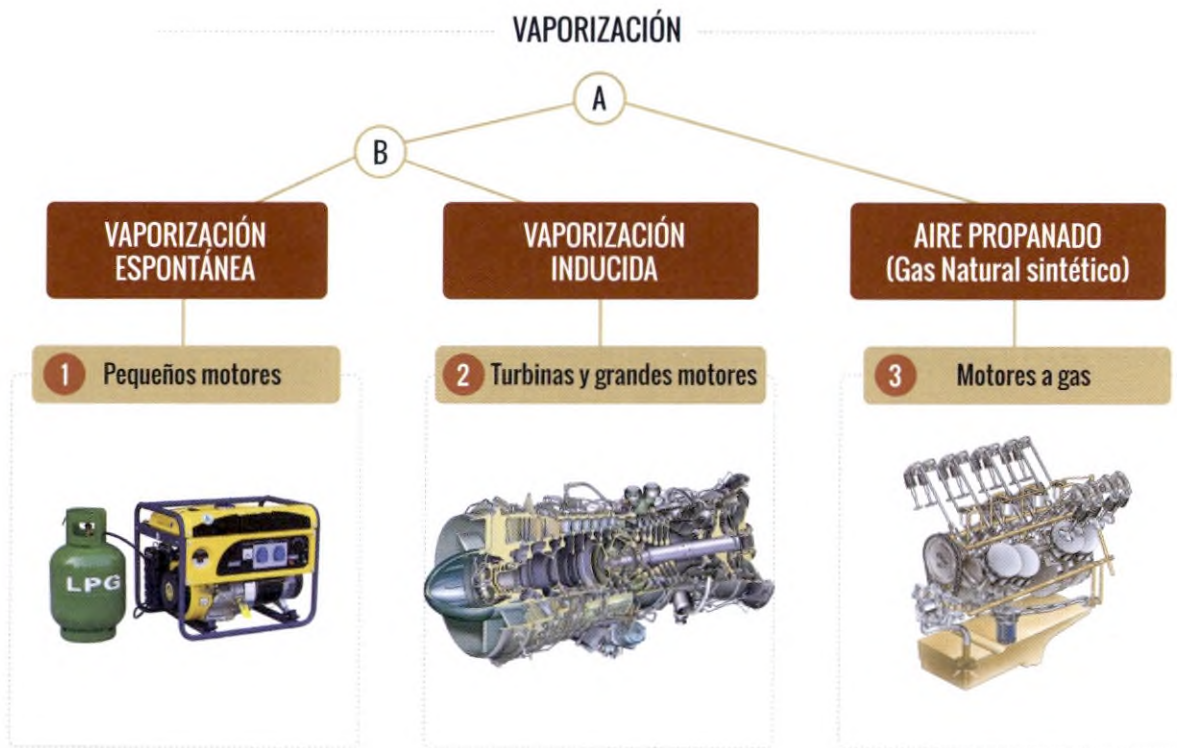 VAPORIZACIÓN
A
B
VAPORIZACIÓN
ESPONTÁNEA
VAPORIZACIÓN
INDUCIDA
AIRE PROPANADO
(Gas Natural sintético)
1 Pequeños motores
2 Turbinas y grandes motores
3 Motores a gas
LPG